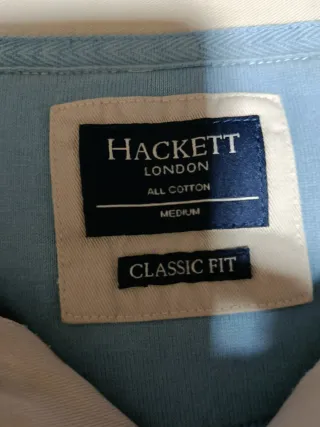 HACKETT
LONDON
ALL COTTON
MEDIUM
CLASSIC FIT